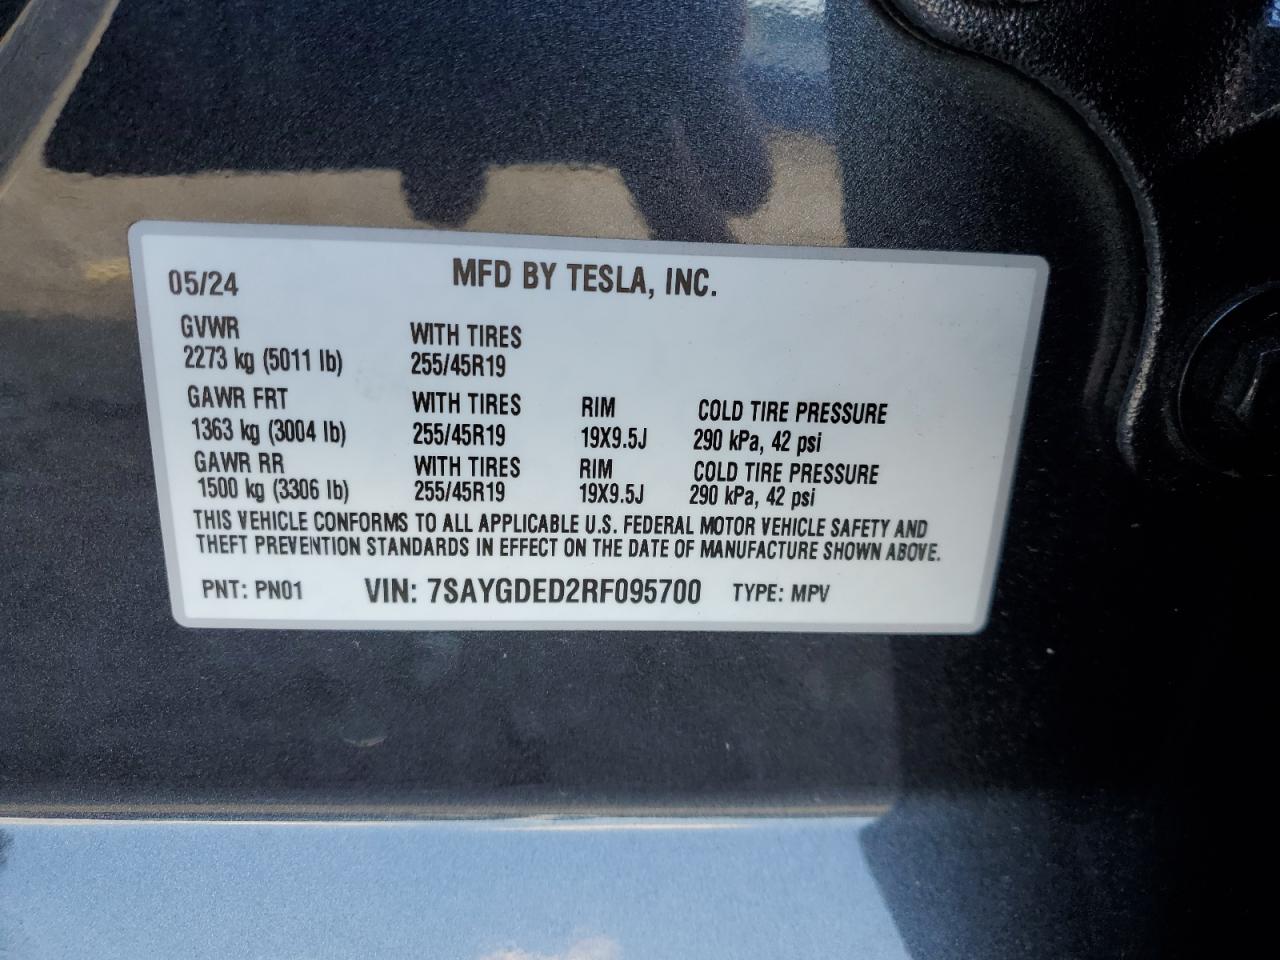 05/24 MFD BY TESLA, INC.
GVWR WITH TIRES
2273 kg (5011 lb) 255/45R19
GAWR FRT WITH TIRES RIM COLD TIRE PRESSURE
1363 kg (3004 lb) 255/45R19 19X9.5J 290 kPa, 42 psi
GAWR RR WITH TIRES RIM COLD TIRE PRESSURE
1500 kg (3306 lb) 255/45R19 19X9.5J 290 kPa, 42 psi
THIS VEHICLE CONFORMS TO ALL APPLICABLE U.S. FEDERAL MOTOR VEHICLE SAFETY AND
THEFT PREVENTION STANDARDS IN EFFECT ON THE DATE OF MANUFACTURE SHOWN ABOVE.
PNT: PN01 VIN: 7SAYGDED2RF095700 TYPE: MPV